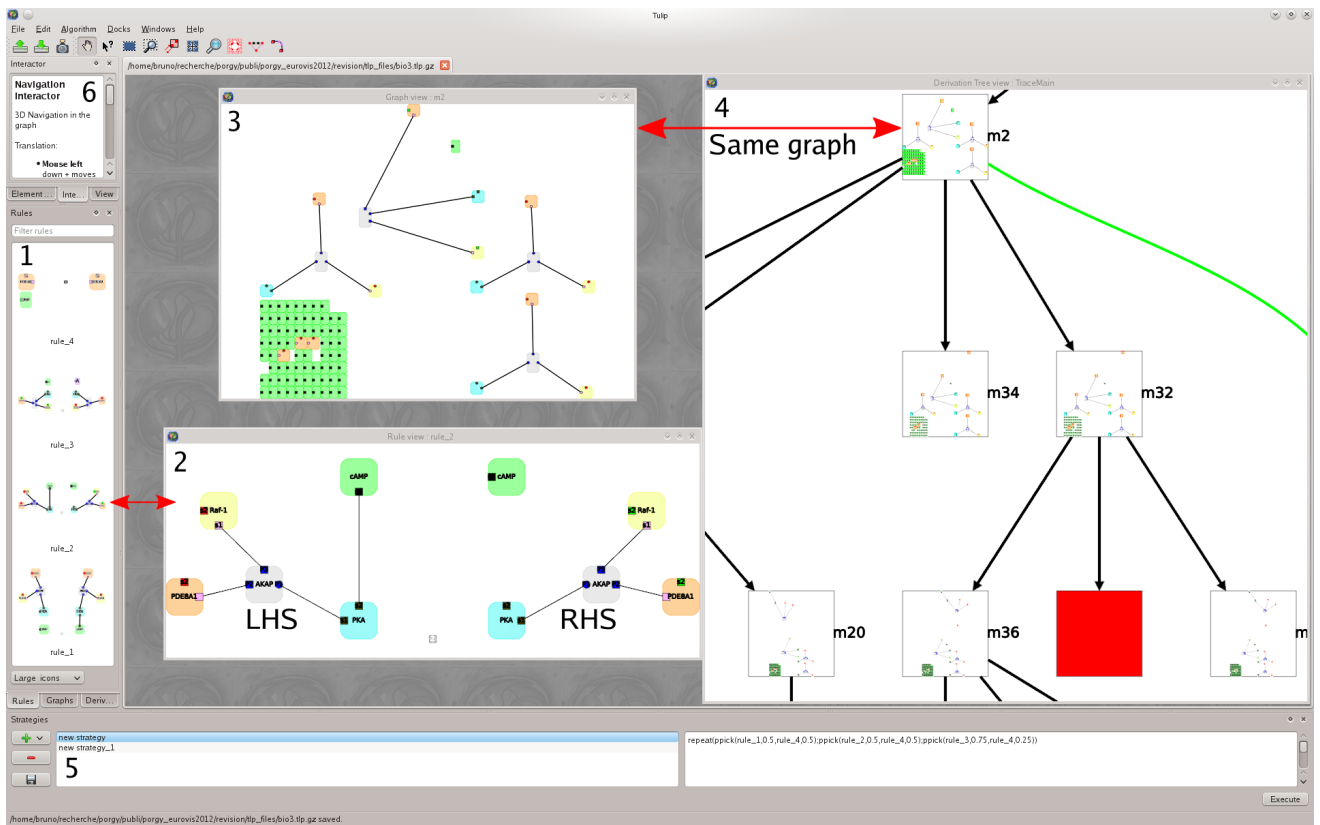 Tulip
File Edit Algorithm Docks Windows Help
Interactor
Navigation
Interactor
6
3D Navigation in the
graph
Translation:
• Mouse left
down + moves
Element... Inte... View
Rules
Filter rules
1
rule_4
rule_3
rule_2
rule_1
Large icons
Rules Graphs Deriv...
/home/bruno/recherche/porgy/publi/porgy_eurovis2012/revision/tlp_files/bio3.tlp.gz
Graph view : m2
3
Rule view : rule_2
2
cAMP
cAMP
s2 Raf-1
s1
s2 Raf-1
s1
s2
PDEBA1
AKAP
AKAP
s2
PDEBA1
LHS
PKA
PKA
RHS
Derivation Tree view : TraceMain
4
Same graph
m2
m34
m32
m20
m36
m
Strategies
new strategy
new strategy_1
5
repeat(ppick(rule_1,0.5,rule_4,0.5);ppick(rule_2,0.5,rule_4,0.5);ppick(rule_3,0.75,rule_4,0.25))
Execute
/home/bruno/recherche/porgy/publi/porgy_eurovis2012/revision/tlp_files/bio3.tlp.gz saved.